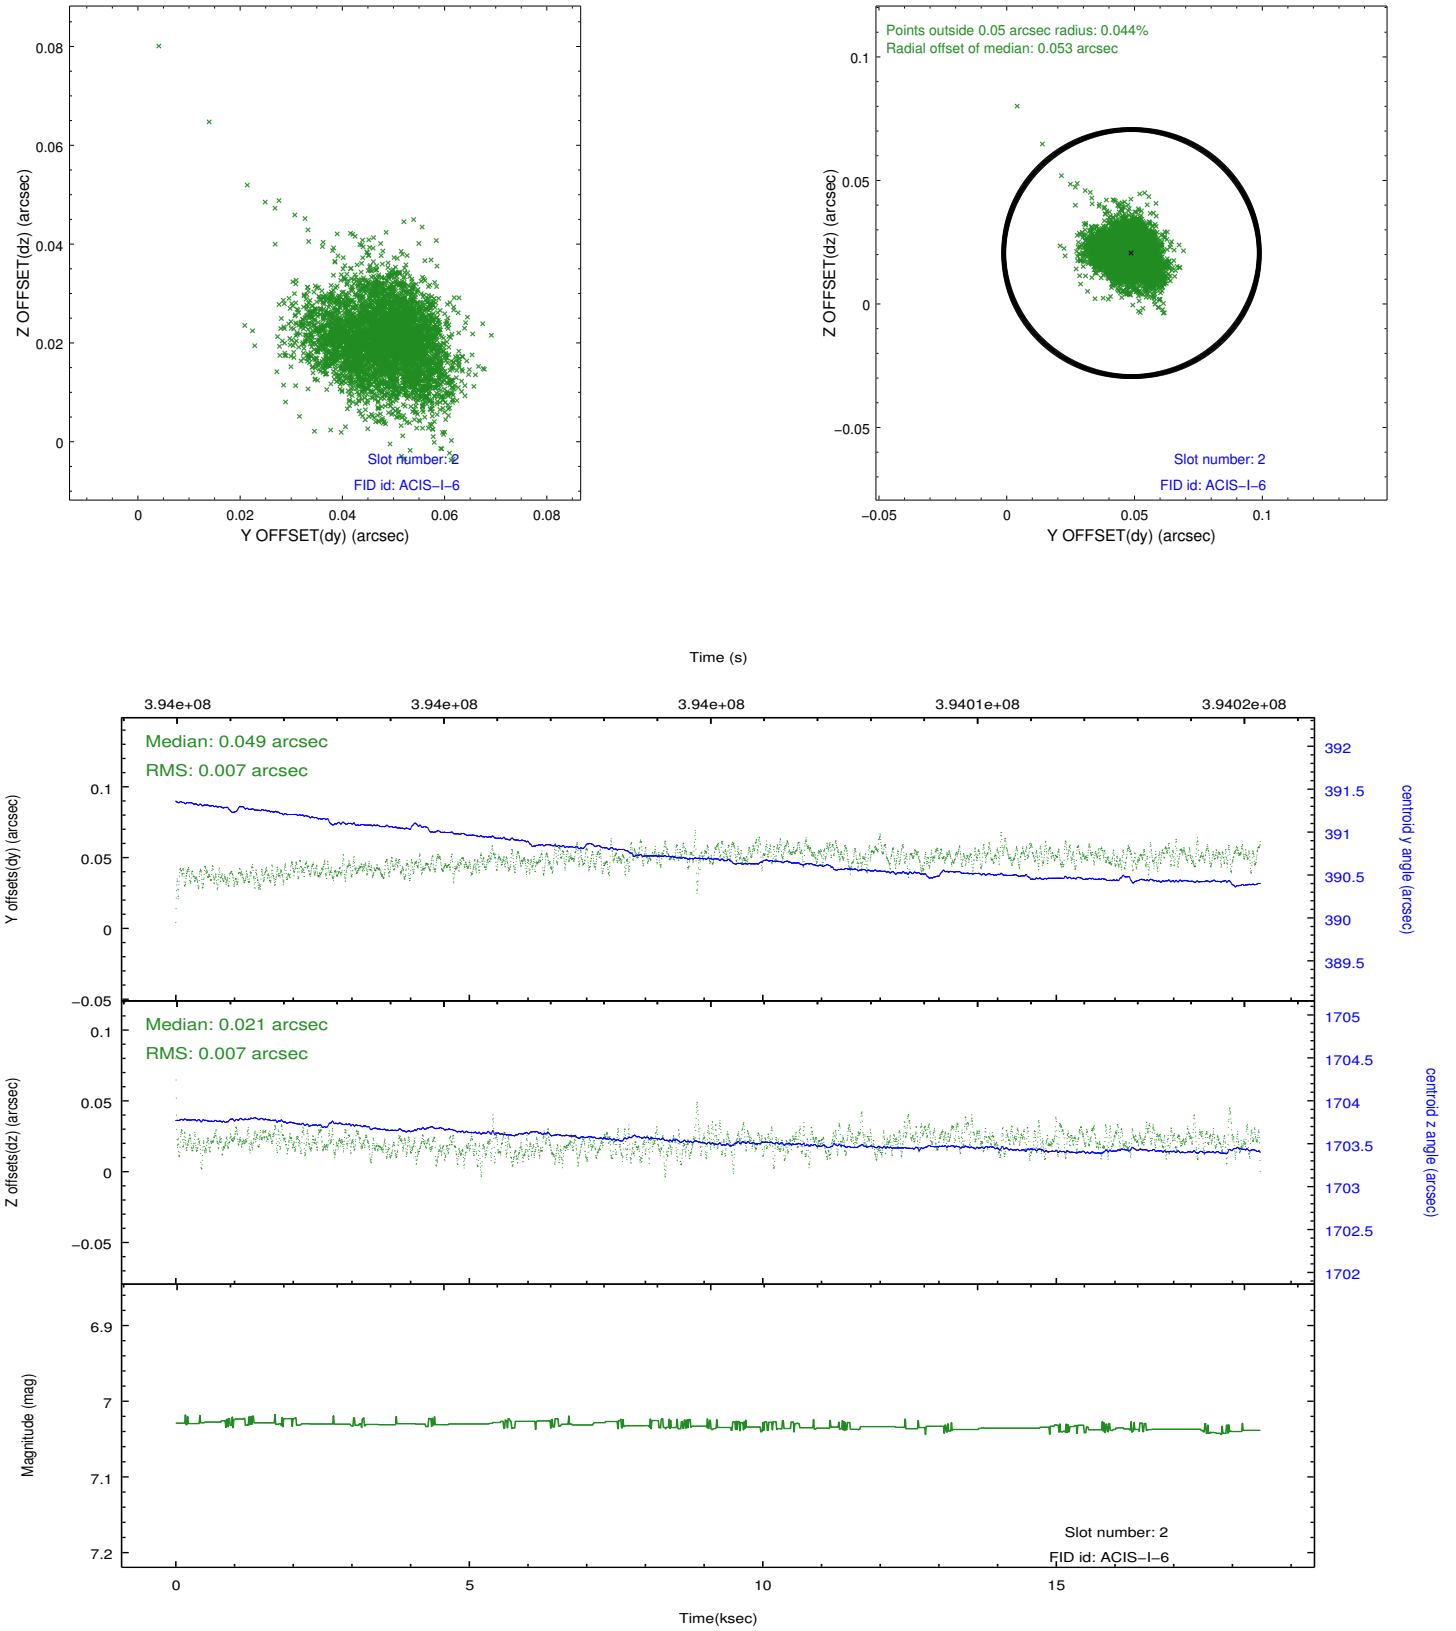 0.08
0.06
0.04
0.02
0
Z OFFSET(dz) (arcsec)
Slot number: 2
FID id: ACIS−I−6
0 0.02 0.04 0.06 0.08
Y OFFSET(dy) (arcsec)
Points outside 0.05 arcsec radius: 0.044%
Radial offset of median: 0.053 arcsec
0.1
0.05
0
−0.05
Z OFFSET(dz) (arcsec)
Slot number: 2
FID id: ACIS−I−6
−0.05 0 0.05 0.1
Y OFFSET(dy) (arcsec)
Time (s)
3.94e+08 3.94e+08 3.94e+08 3.9401e+08 3.9402e+08
Median: 0.049 arcsec
RMS: 0.007 arcsec
0.1
0.05
0
−0.05
Y offsets(dy) (arcsec)
392
391.5
391
390.5
390
389.5
centroid y angle (arcsec)
Median: 0.021 arcsec
RMS: 0.007 arcsec
0.1
0.05
0
−0.05
Z offsets(dz) (arcsec)
1705
1704.5
1704
1703.5
1703
1702.5
1702
centroid z angle (arcsec)
6.9
7
7.1
7.2
Magnitude (mag)
Slot number: 2
FID id: ACIS−I−6
0 5 10 15
Time(ksec)